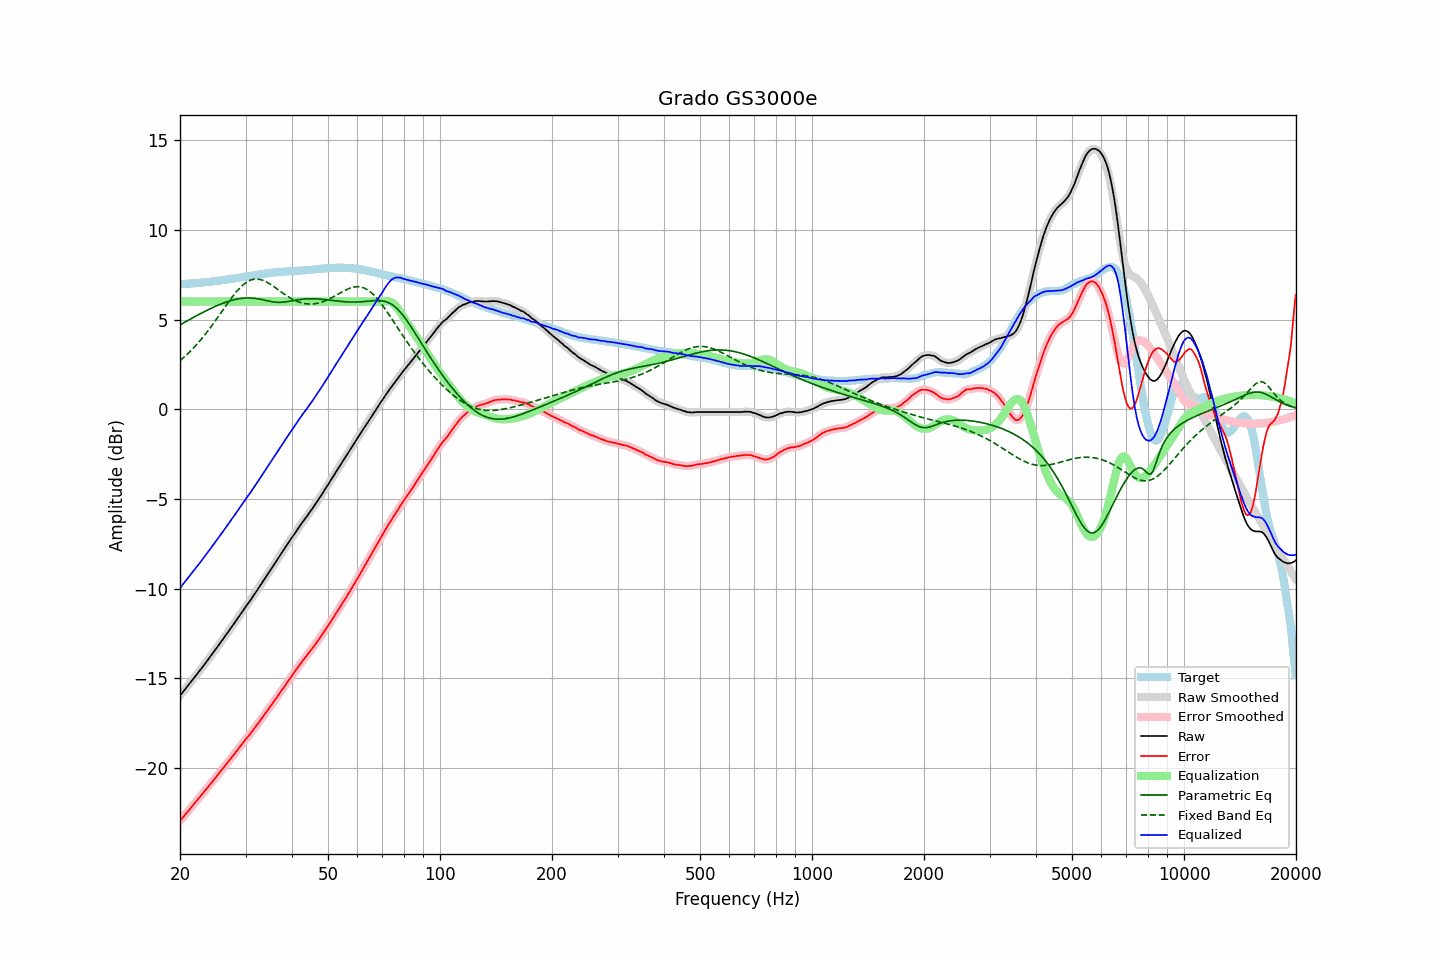 Grado GS3000e
15
10
5
0
−5
−10
−15
−20
Amplitude (dBr)
20
50
100
200
500
1000
2000
5000
10000
20000
Frequency (Hz)
Target
Raw Smoothed
Error Smoothed
Raw
Error
Equalization
Parametric Eq
Fixed Band Eq
Equalized